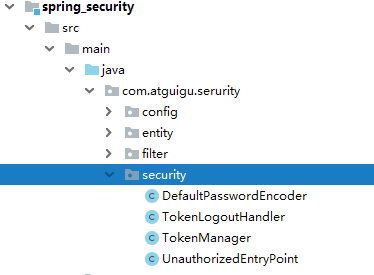 spring_security
src
main
java
com.atguigu.serurity
config
entity
filter
security
DefaultPasswordEncoder
TokenLogoutHandler
TokenManager
UnauthorizedEntryPoint